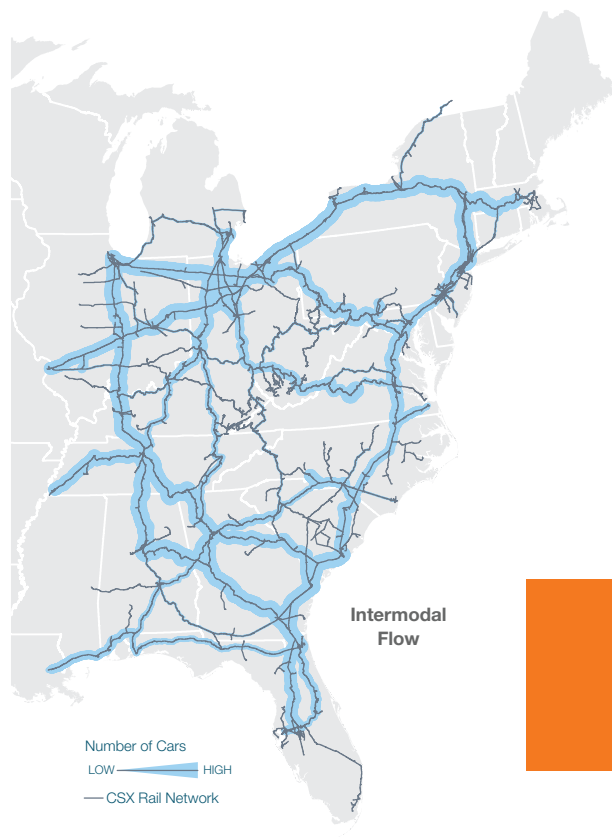 Intermodal
Flow
Number of Cars
LOW HIGH
CSX Rail Network